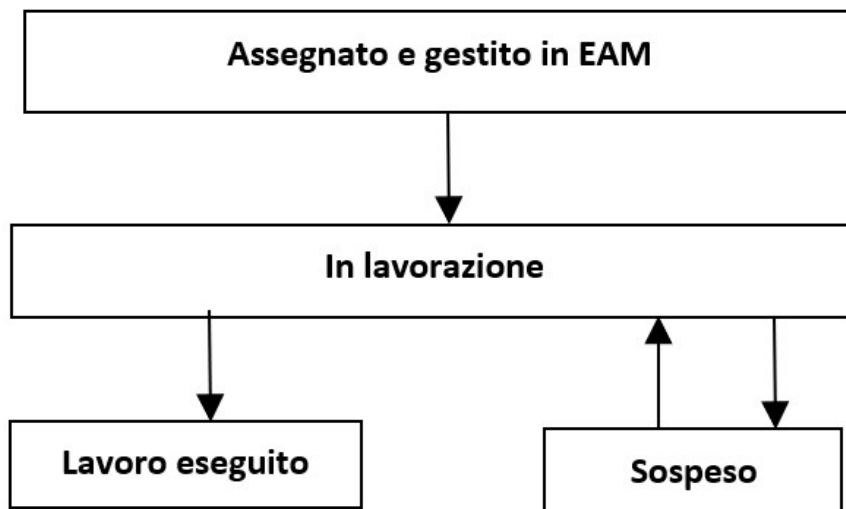 Assegnato e gestito in EAM
In lavorazione
Lavoro eseguito
Sospeso